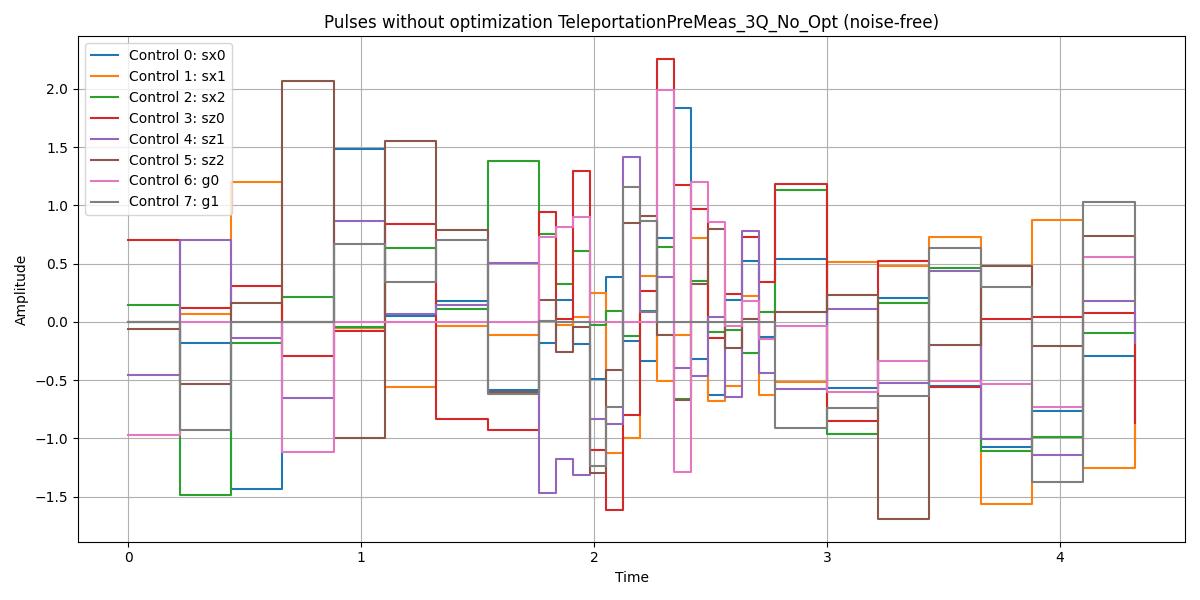 Pulses without optimization TeleportationPreMeas_3Q_No_Opt (noise-free)
Control 0: sx0
Control 1: sx1
Control 2: sx2
Control 3: sz0
Control 4: sz1
Control 5: sz2
Control 6: g0
Control 7: g1
Amplitude
2.0
1.5
1.0
0.5
0.0
−0.5
−1.0
−1.5
0 1 2 3 4
Time